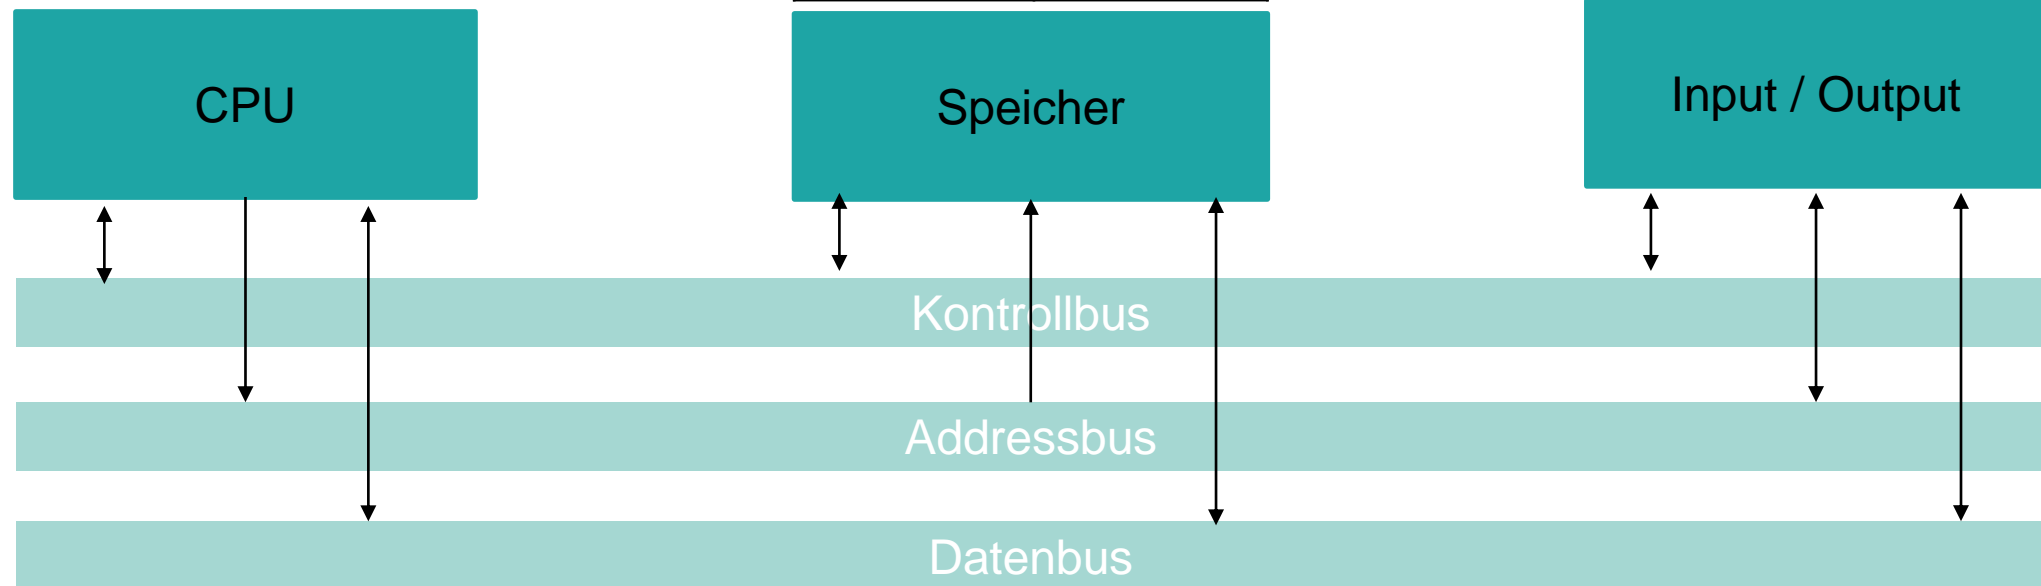 CPU
Speicher
Input / Output
Kontrollbus
Addressbus
Datenbus